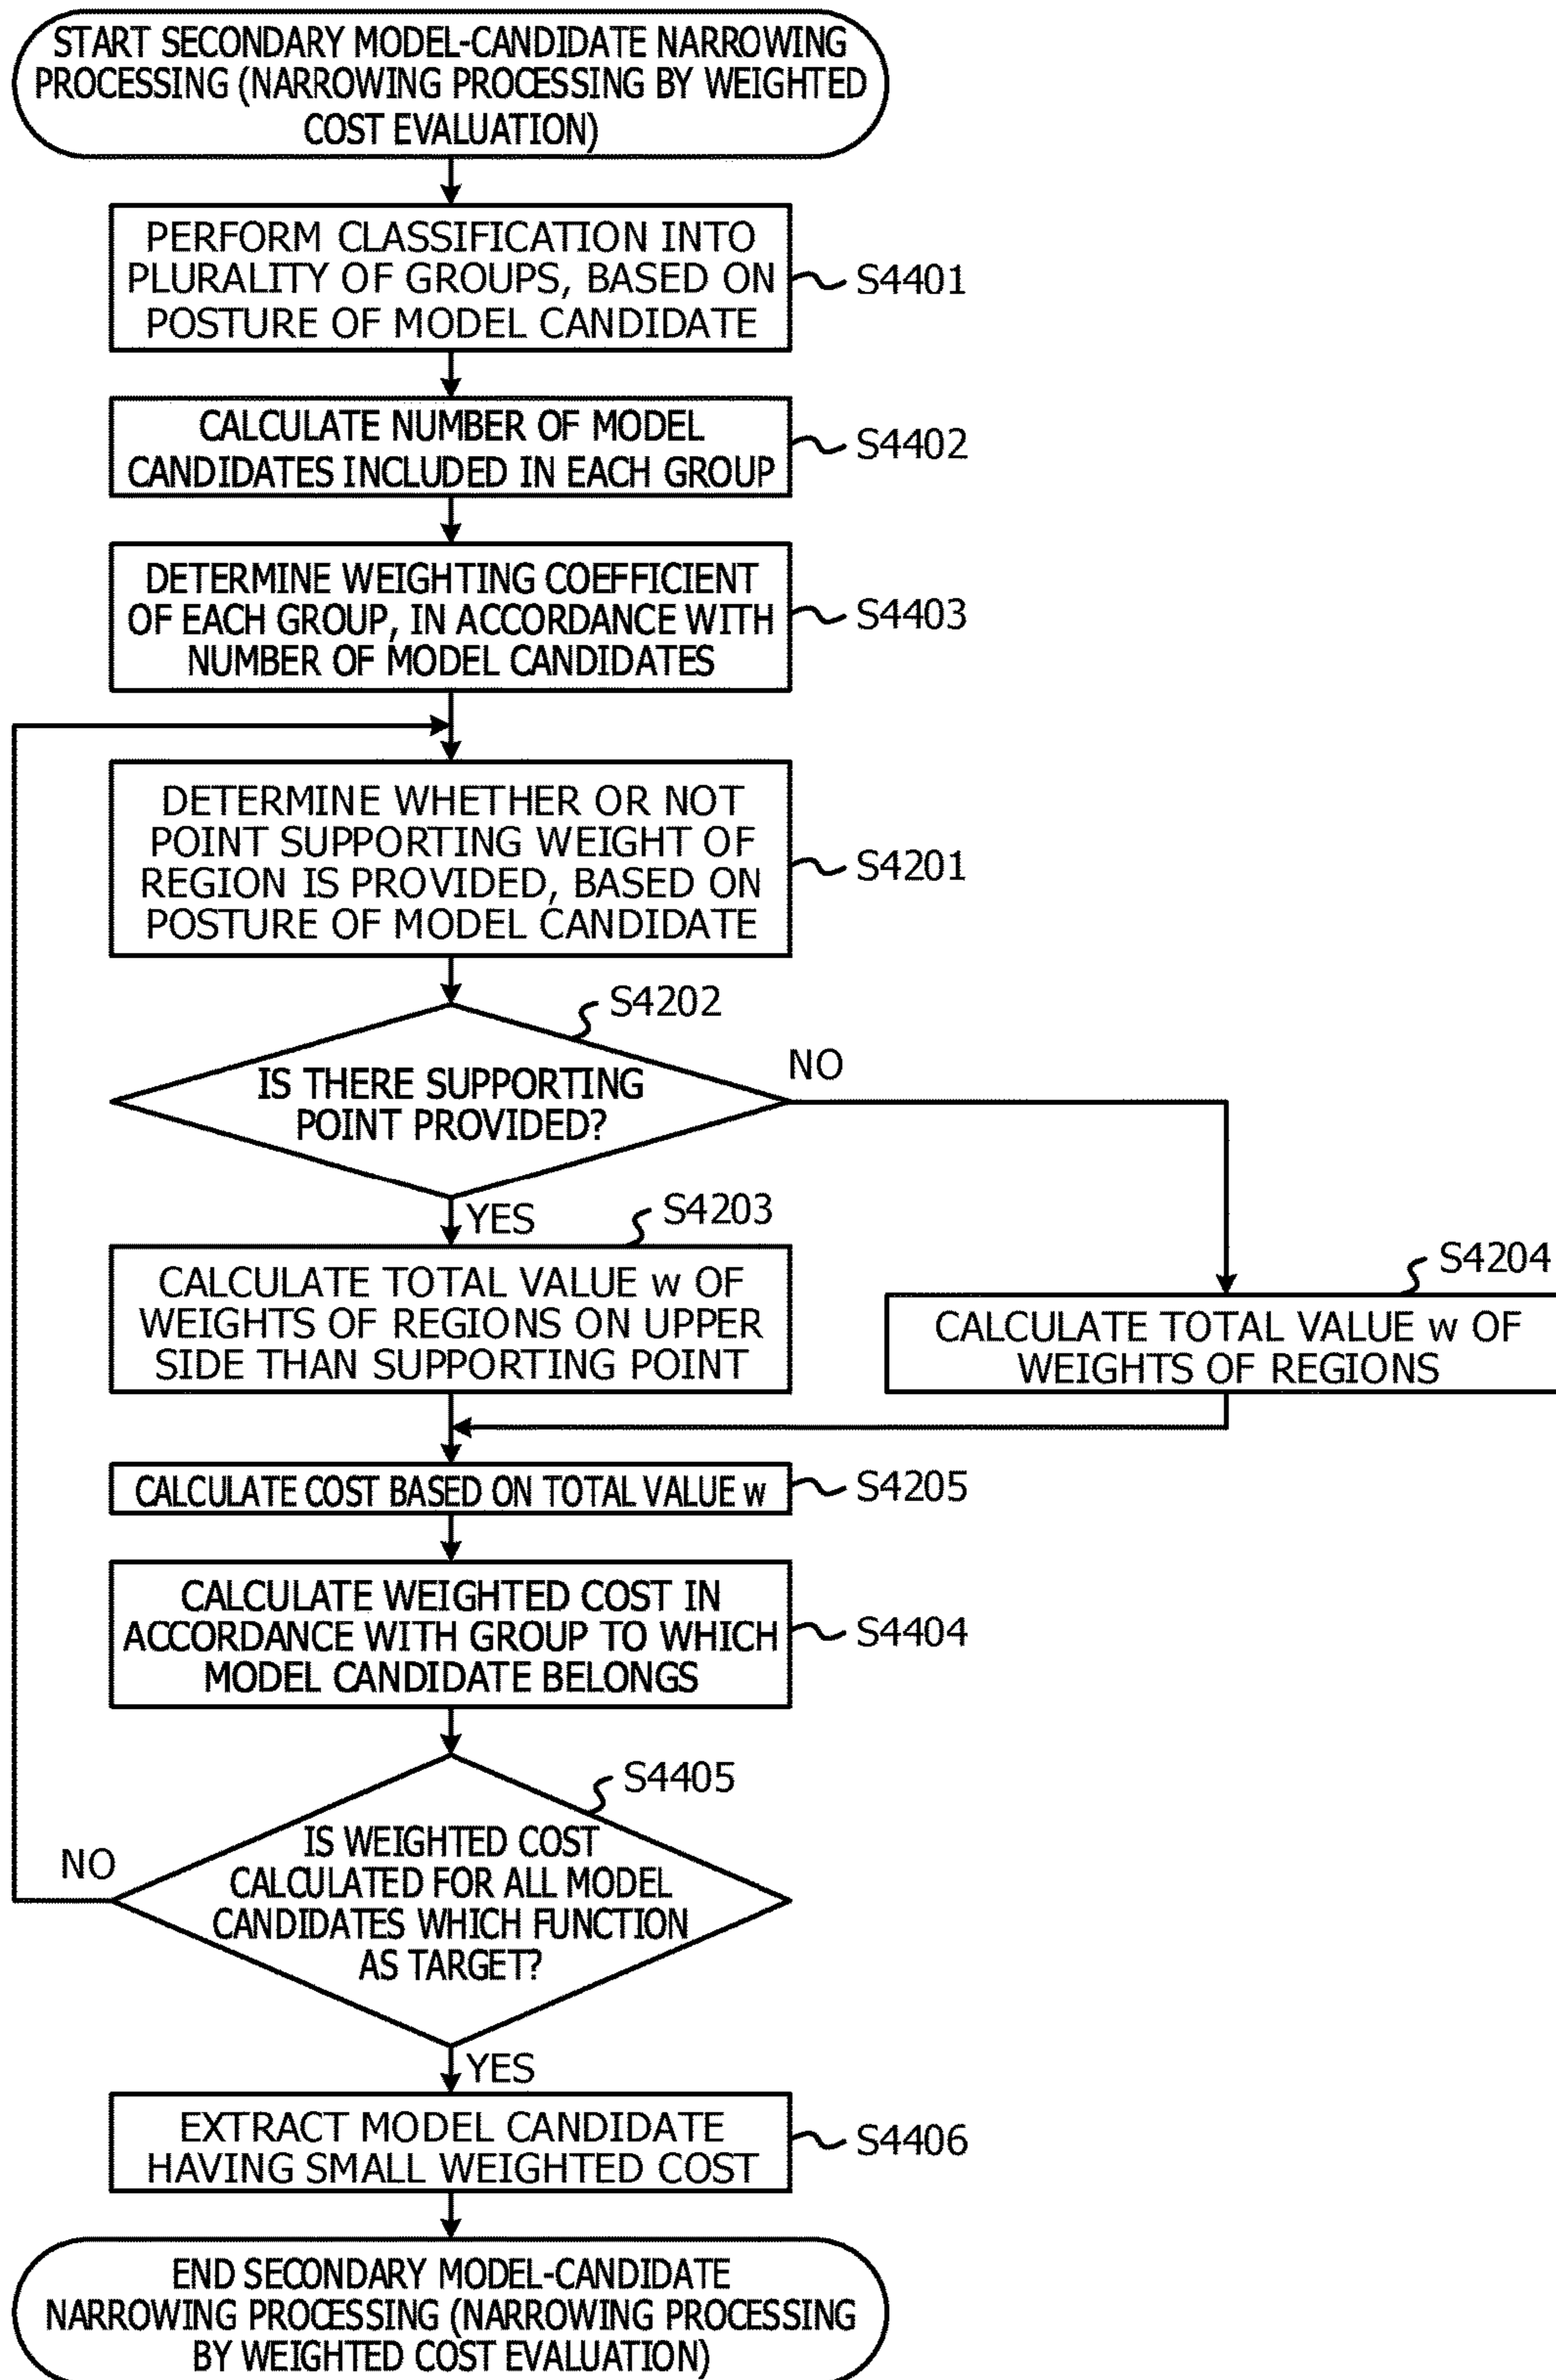 START SECONDARY MODEL-CANDIDATE NARROWING
PROCESSING (NARROWING PROCESSING BY WEIGHTED
COST EVALUATION)
PERFORM CLASSIFICATION INTO
PLURALITY OF GROUPS, BASED ON
POSTURE OF MODEL CANDIDATE
S4401
CALCULATE NUMBER OF MODEL
CANDIDATES INCLUDED IN EACH GROUP
S4402
DETERMINE WEIGHTING COEFFICIENT
OF EACH GROUP, IN ACCORDANCE WITH
NUMBER OF MODEL CANDIDATES
S4403
DETERMINE WHETHER OR NOT
POINT SUPPORTING WEIGHT OF
REGION IS PROVIDED, BASED ON
POSTURE OF MODEL CANDIDATE
S4201
S4202
IS THERE SUPPORTING
POINT PROVIDED?
NO
YES
S4203
CALCULATE TOTAL VALUE w OF
WEIGHTS OF REGIONS ON UPPER
SIDE THAN SUPPORTING POINT
S4204
CALCULATE TOTAL VALUE w OF
WEIGHTS OF REGIONS
CALCULATE COST BASED ON TOTAL VALUE w
S4205
CALCULATE WEIGHTED COST IN
ACCORDANCE WITH GROUP TO WHICH
MODEL CANDIDATE BELONGS
S4404
S4405
IS WEIGHTED COST
CALCULATED FOR ALL MODEL
CANDIDATES WHICH FUNCTION
AS TARGET?
NO
YES
EXTRACT MODEL CANDIDATE
HAVING SMALL WEIGHTED COST
S4406
END SECONDARY MODEL-CANDIDATE
NARROWING PROCESSING (NARROWING PROCESSING
BY WEIGHTED COST EVALUATION)